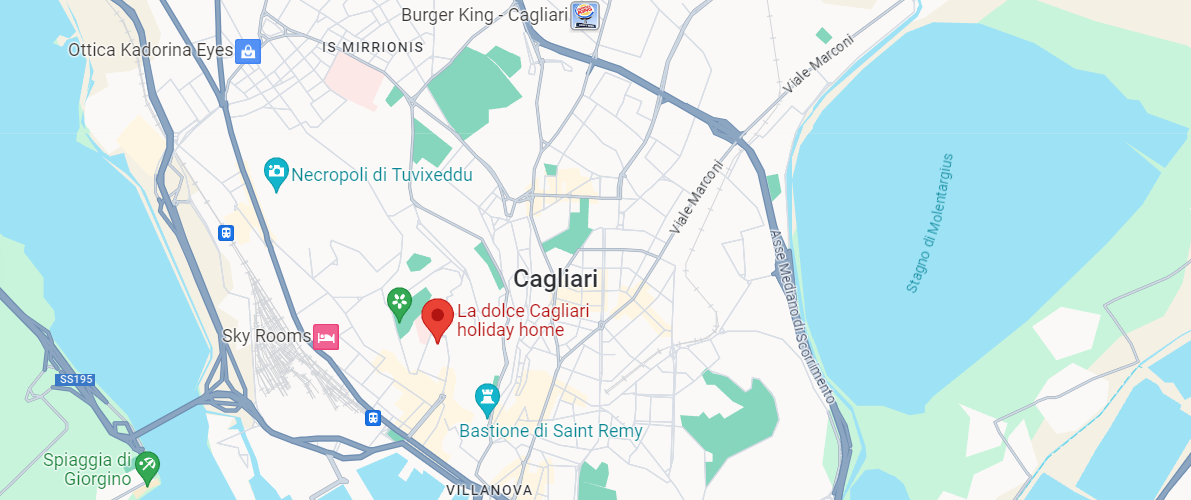 Burger King - Cagliari
Ottica Kadorina Eyes
IS MIRRIONIS
Viale Marconi
Necropoli di Tuvixeddu
Viale Marconi
Stagno di Molentargius
Asse Mediano di Scorrimento
Cagliari
La dolce Cagliari
holiday home
Sky Rooms
SS195
Bastione di Saint Remy
Spiaggia di
Giorgino
VILLANOVA